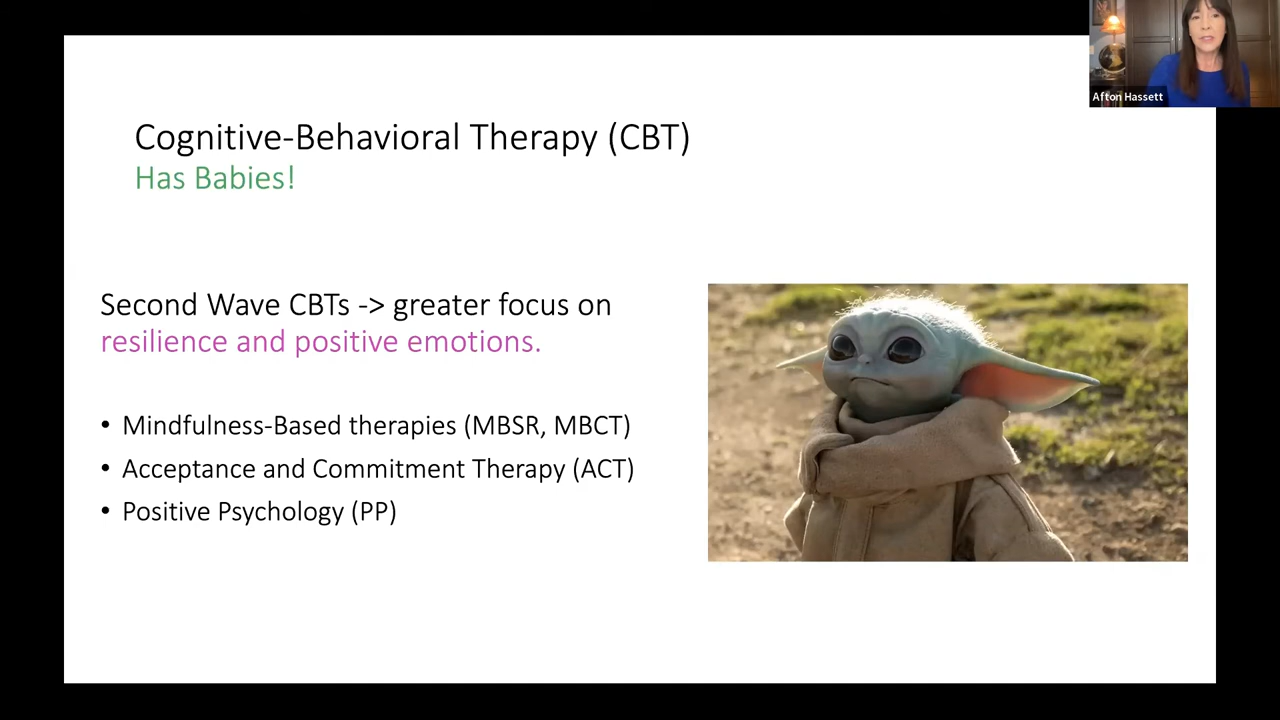 Afton Hassett
Cognitive-Behavioral Therapy (CBT)
Has Babies!
Second Wave CBTs -> greater focus on
resilience and positive emotions.
• Mindfulness-Based therapies (MBSR, MBCT)
• Acceptance and Commitment Therapy (ACT)
• Positive Psychology (PP)